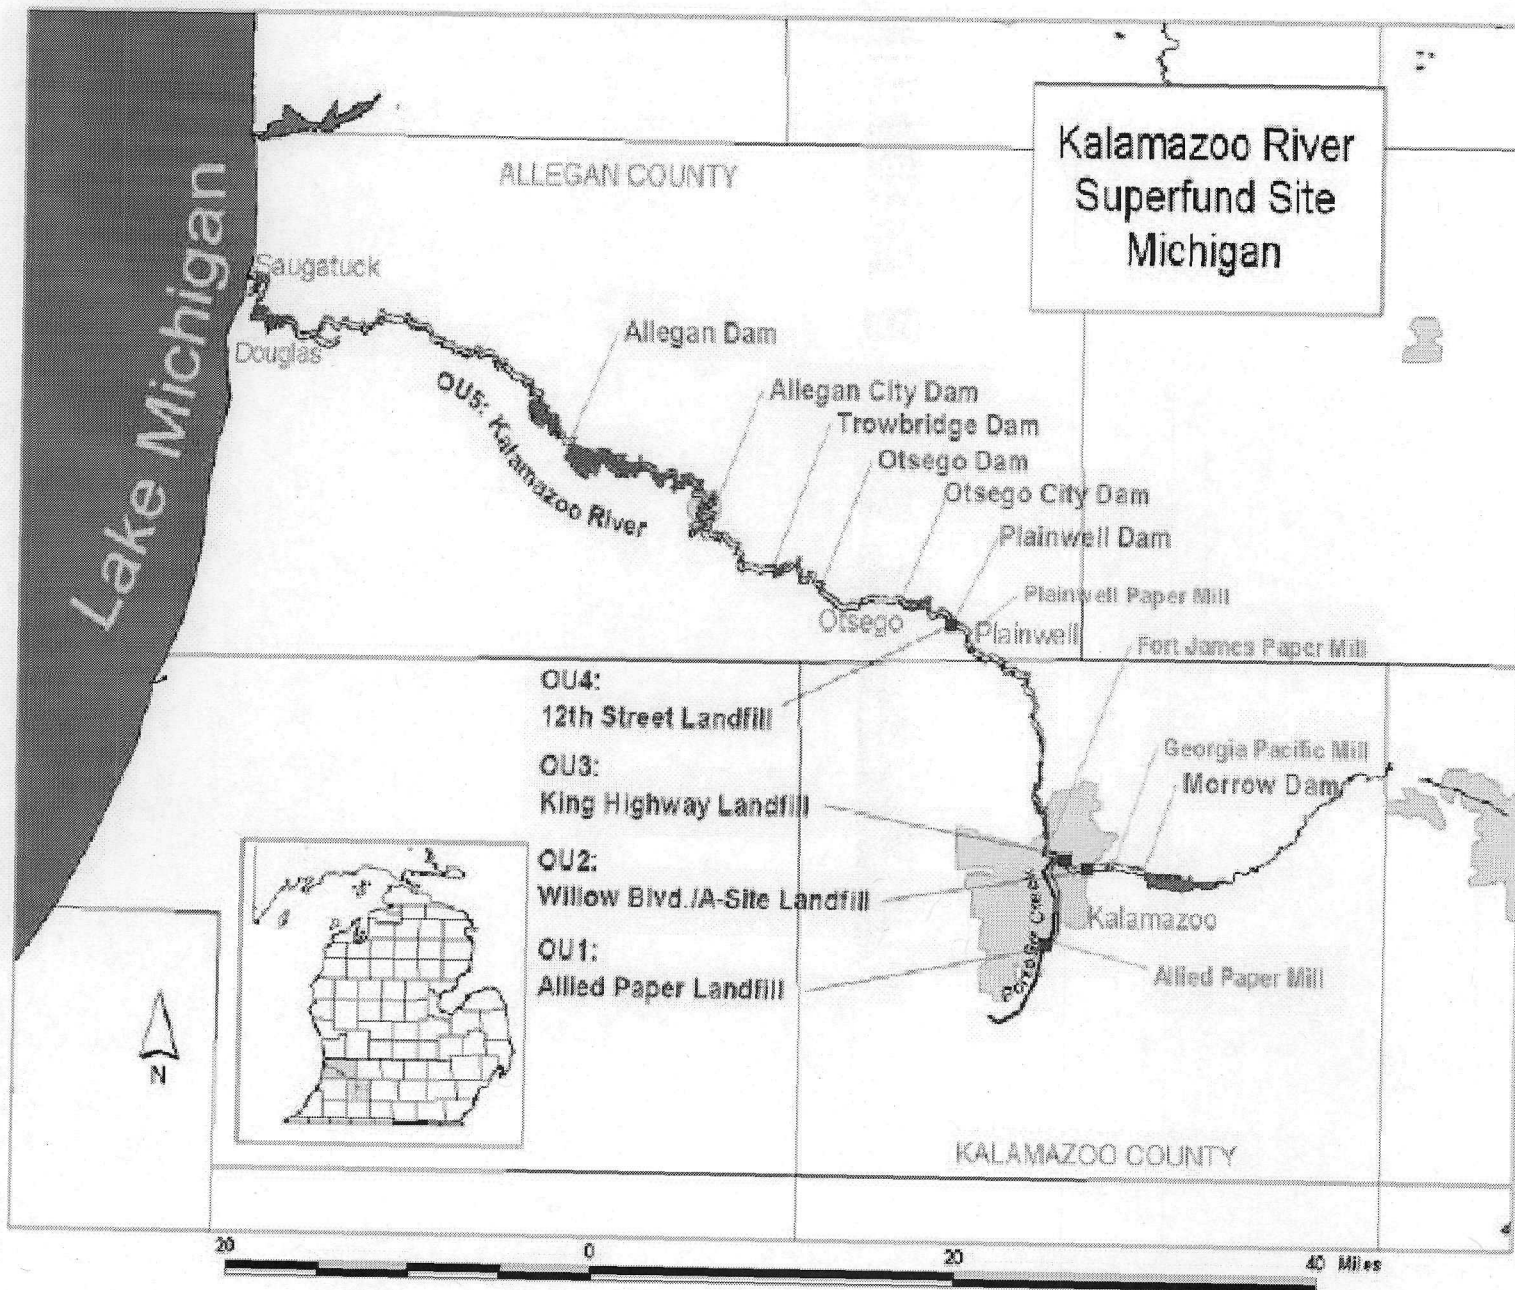 Kalamazoo River
Superfund Site
Michigan
ALLEGAN COUNTY
Lake Michigan
Saugatuck
Douglas
Allegan Dam
OU5: Kalamazoo River
Allegan City Dam
Trowbridge Dam
Otsego Dam
Otsego City Dam
Plainwell Dam
Plainwell Paper Mill
Otsego
Plainwell
Fort James Paper Mill
OU4:
12th Street Landfill
Georgia Pacific Mill
Morrow Dam
OU3:
King Highway Landfill
OU2:
Willow Blvd./A-Site Landfill
Portage Creek
Kalamazoo
OU1:
Allied Paper Landfill
Allied Paper Mill
N
KALAMAZOO COUNTY
20 0 20 40 Miles